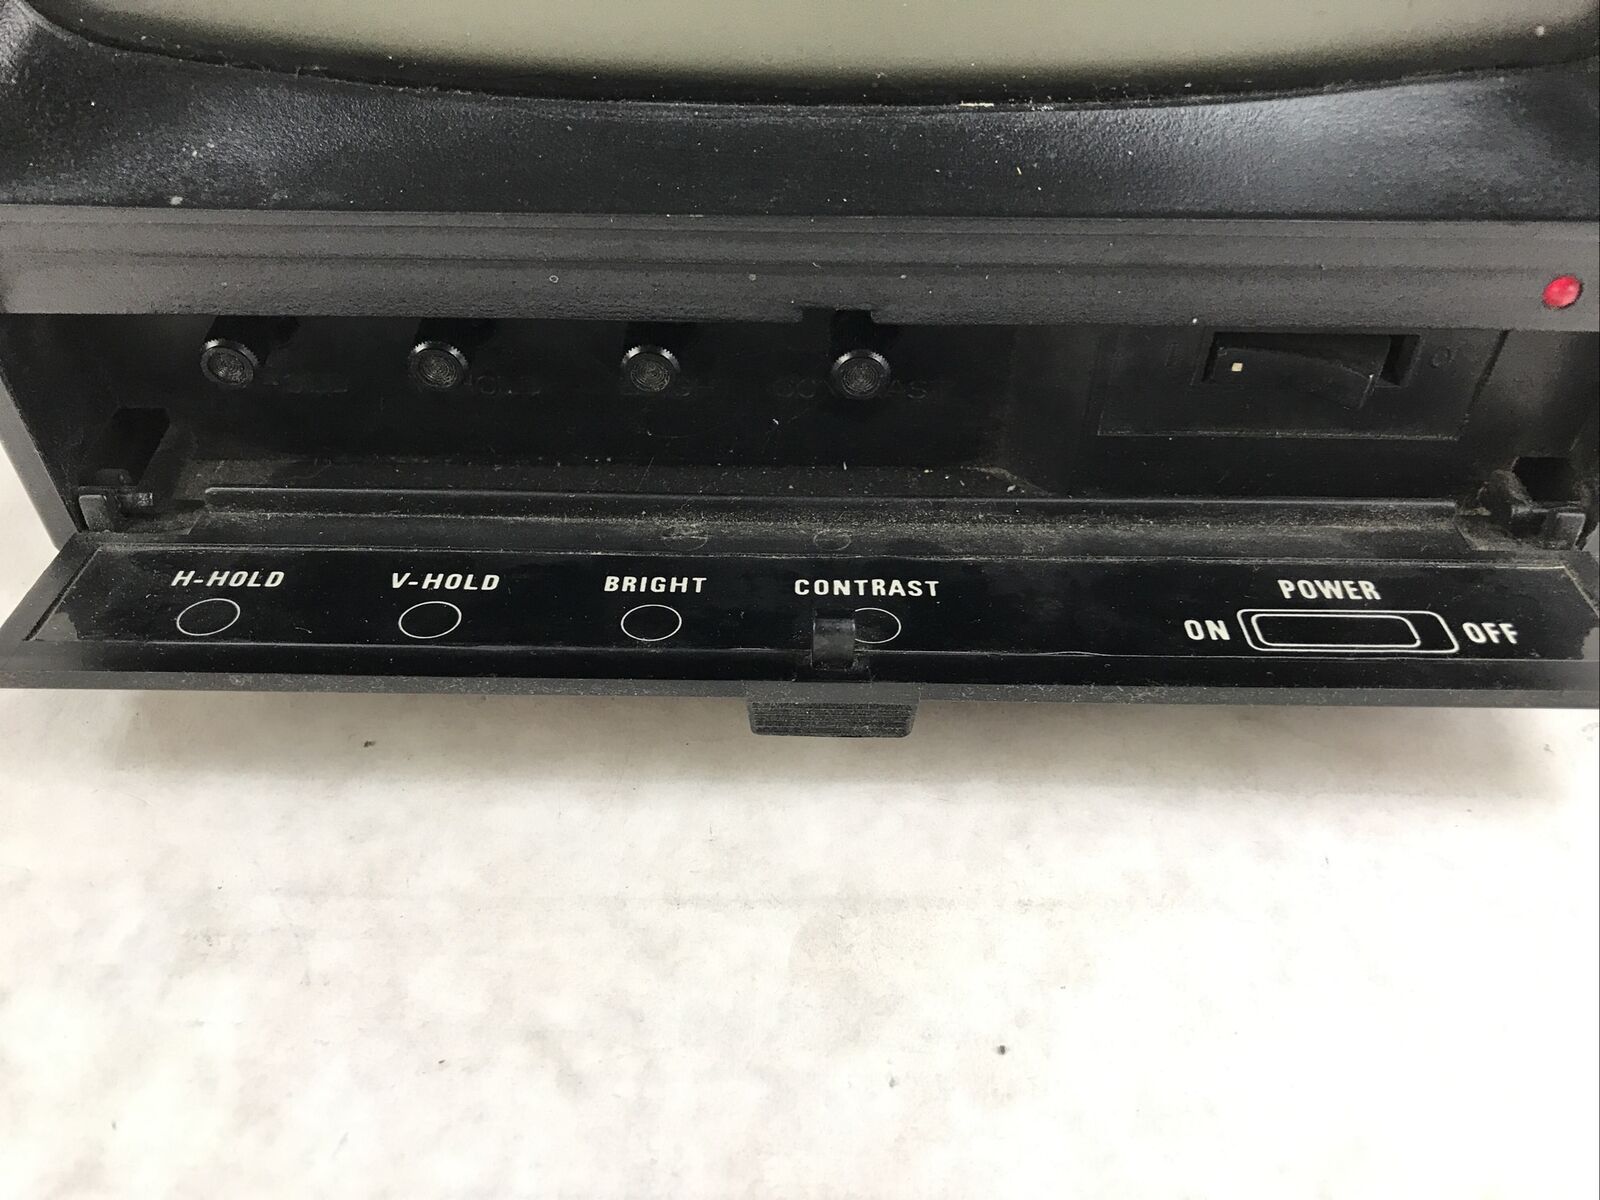 H-HOLD V-HOLD BRIGHT CONTRAST POWER
ON OFF